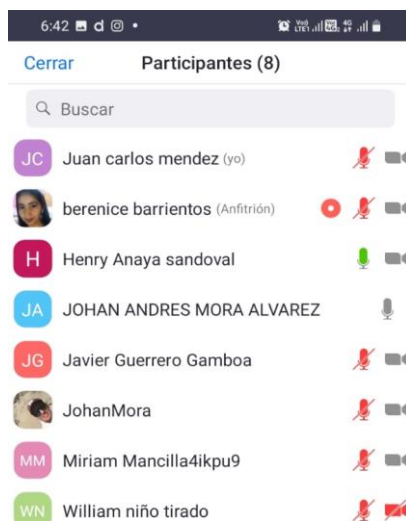 6:42
Cerrar Participantes (8)
Buscar
JC Juan carlos mendez (yo)
berenice barrientos (Anfitrión)
H Henry Anaya sandoval
JA JOHAN ANDRES MORA ALVAREZ
JG Javier Guerrero Gamboa
JohanMora
MM Miriam Mancilla4ikpu9
WN William niño tirado